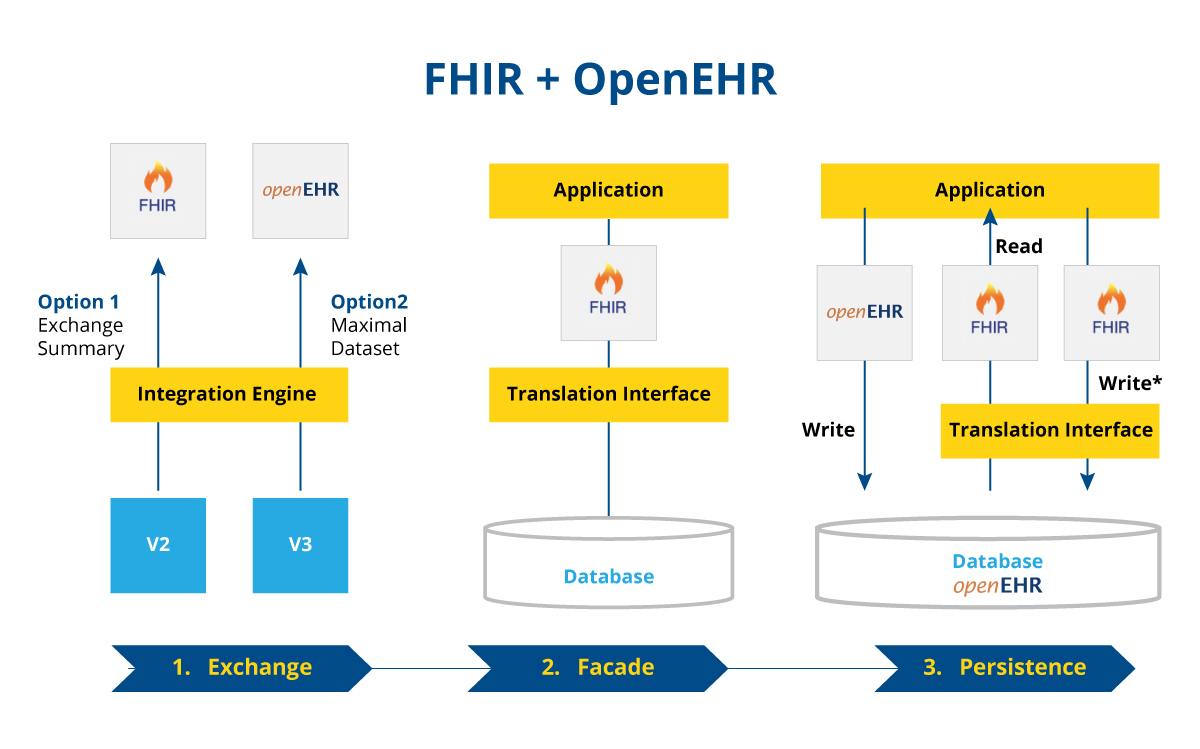 FHIR + OpenEHR
FHIR
openEHR
Option 1
Exchange
Summary
Option2
Maximal
Dataset
Integration Engine
V2
V3
1. Exchange
Application
FHIR
Translation Interface
Database
2. Facade
Application
Read
openEHR
FHIR
FHIR
Write*
Write
Translation Interface
Database
openEHR
3. Persistence